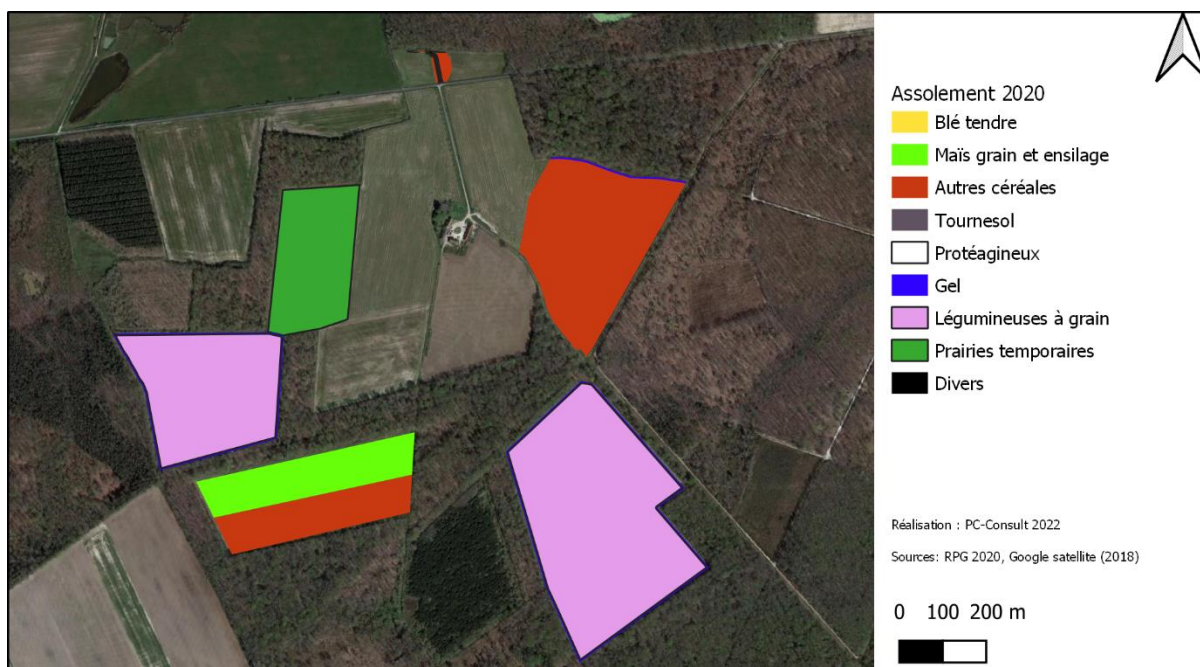 Assolement 2020
Blé tendre
Maïs grain et ensilage
Autres céréales
Tournesol
Protéagineux
Gel
Légumineuses à grain
Prairies temporaires
Divers
Réalisation : PC-Consult 2022
Sources: RPG 2020, Google satellite (2018)
0 100 200 m